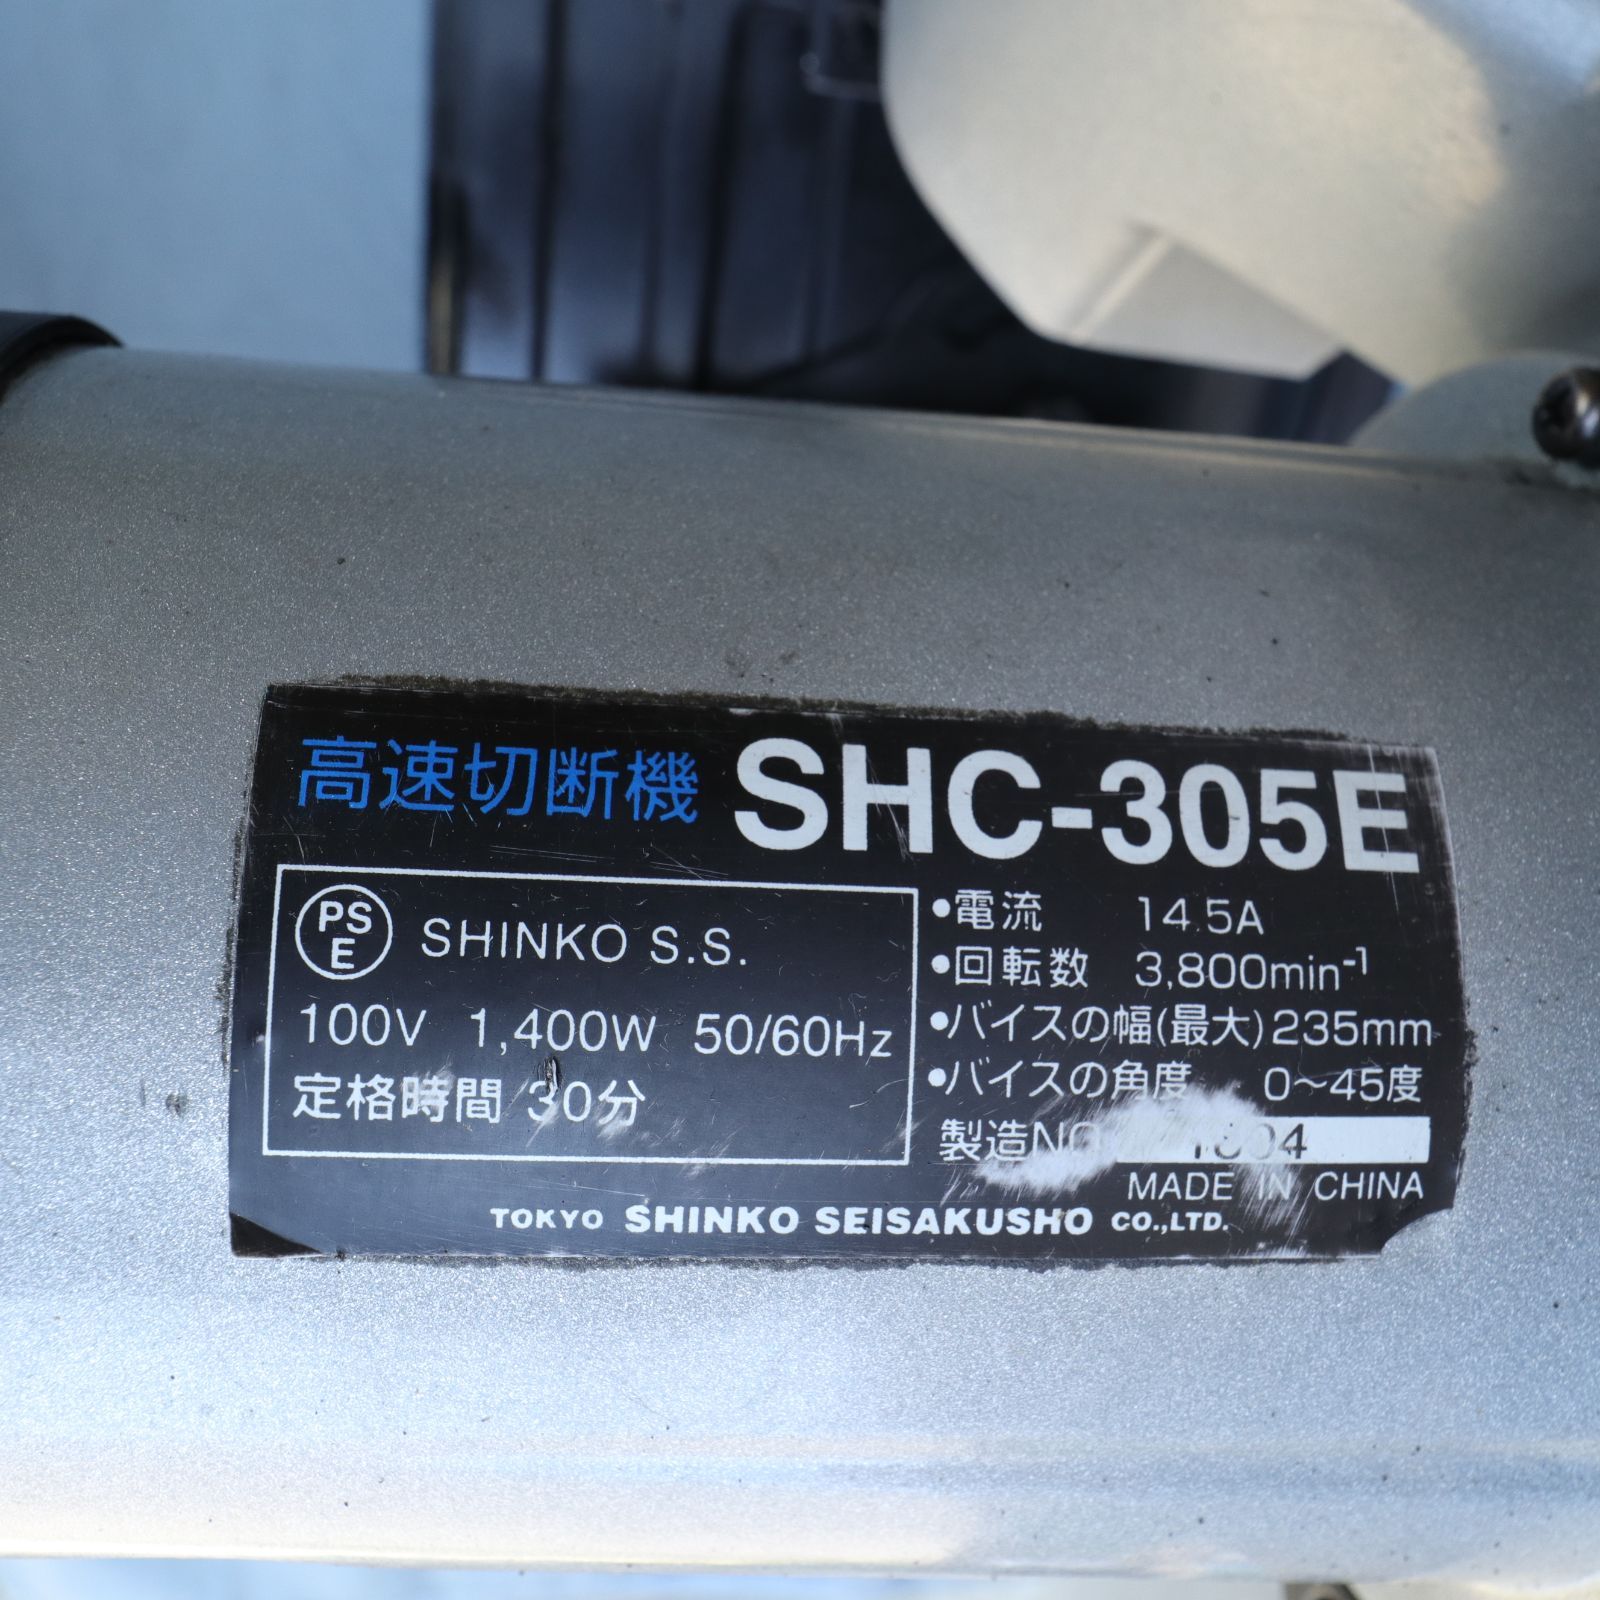 高速切断機 SHC-305E
PS
E
SHINKO S.S.
100V 1,400W 50/60Hz
定格時間 30分
•電流 14.5A
•回転数 3,800min⁻¹
•バイスの幅(最大)235mm
•バイスの角度 0〜45度
製造NO
MADE IN CHINA
TOKYO SHINKO SEISAKUSHO CO.,LTD.